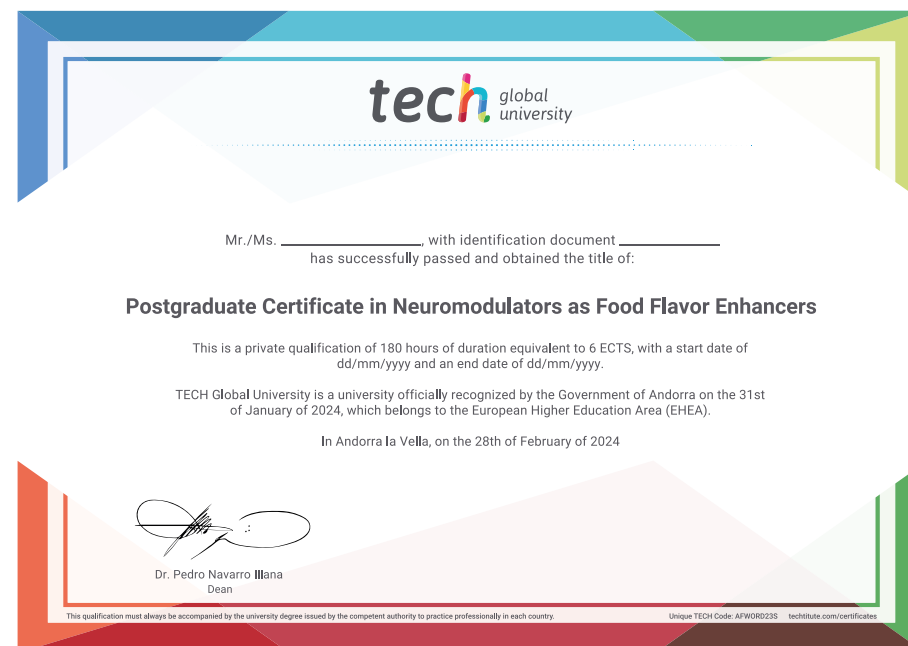 tech global university
Mr./Ms. ____________________, with identification document ______________
has successfully passed and obtained the title of:
Postgraduate Certificate in Neuromodulators as Food Flavor Enhancers
This is a private qualification of 180 hours of duration equivalent to 6 ECTS, with a start date of
dd/mm/yyyy and an end date of dd/mm/yyyy.
TECH Global University is a university officially recognized by the Government of Andorra on the 31st
of January of 2024, which belongs to the European Higher Education Area (EHEA).
In Andorra la Vella, on the 28th of February of 2024
Dr. Pedro Navarro Illana
Dean
This qualification must always be accompanied by the university degree issued by the competent authority to practice professionally in each country.
Unique TECH Code: AFWORD23S techtitute.com/certificates